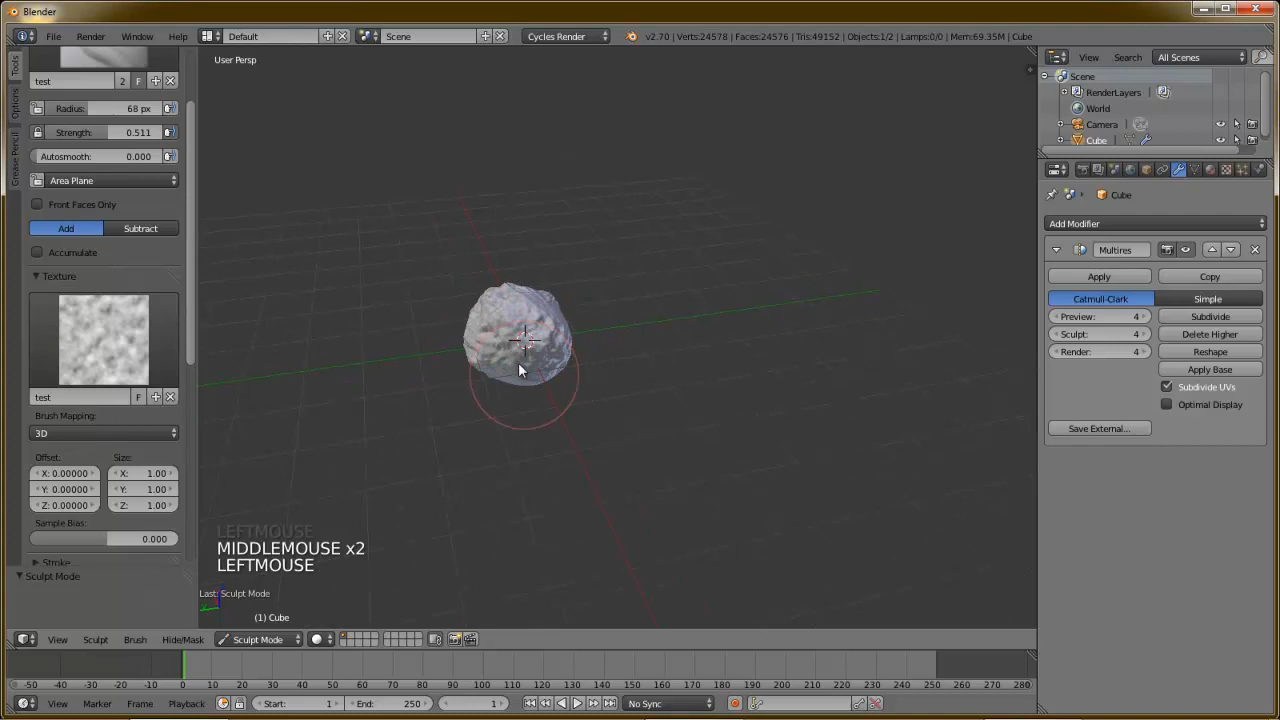 Blender
File Render Window Help Default Scene Cycles Render v2.70 | Verts:24578 | Faces:24576 | Tris:49152 | Objects:1/2 | Lamps:0/0 | Mem:69.35M | Cube
Tools
Options
Grease Pencil
test 2 F
Radius: 68 px
Strength: 0.511
Autosmooth: 0.000
Area Plane
Front Faces Only
Add Subtract
Accumulate
Texture
test F
Brush Mapping:
3D
Offset: Size:
X: 0.00000 X: 1.00
Y: 0.00000 Y: 1.00
Z: 0.00000 Z: 1.00
Sample Bias:
0.000
Stroke
Sculpt Mode
User Persp
LEFTMOUSE
MIDDLEMOUSE x2
LEFTMOUSE
Last: Sculpt Mode
(1) Cube
View Search All Scenes
Scene
RenderLayers
World
Camera
Cube
Cube
Add Modifier
Multires
Apply Copy
Catmull-Clark Simple
Preview: 4 Subdivide
Sculpt: 4 Delete Higher
Render: 4 Reshape
Apply Base
Subdivide UVs
Optimal Display
Save External...
View Sculpt Brush Hide/Mask Sculpt Mode
-50 -40 -30 -20 -10 0 10 20 30 40 50 60 70 80 90 100 110 120 130 140 150 160 170 180 190 200 210 220 230 240 250 260 270 280
View Marker Frame Playback Start: 1 End: 250 1 No Sync